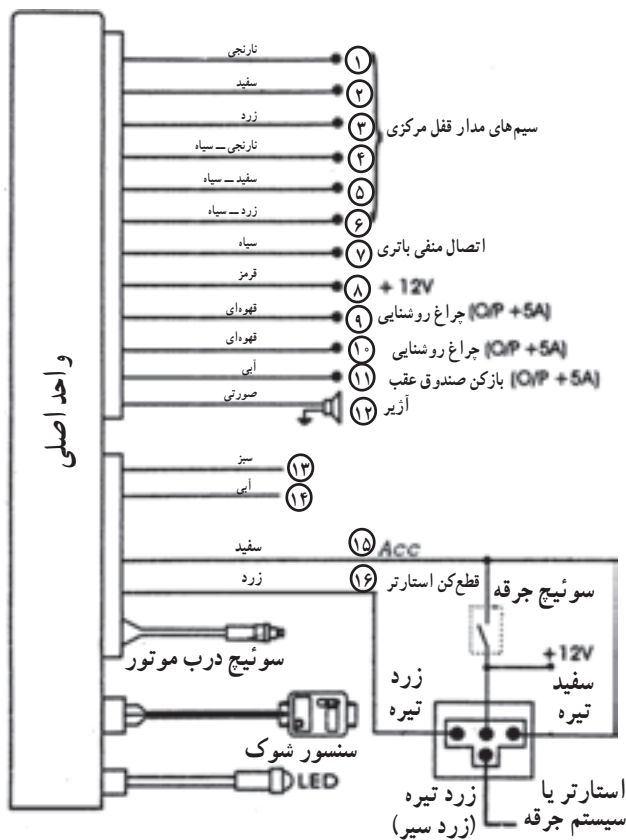 نارنجی
۱
سفید
۲
زرد
۳
سیم‌های مدار قفل مرکزی
نارنجی ــ سیاه
۴
سفید ــ سیاه
۵
زرد ــ سیاه
۶
سیاه
۷
اتصال منفی باتری
قرمز
۸
+ 12V
قهوه‌ای
۹
چراغ روشنایی (O/P +5A)
قهوه‌ای
۱۰
چراغ روشنایی (O/P +5A)
آبی
۱۱
بازکن صندوق عقب (O/P +5A)
صورتی
۱۲
آژیر
واحد اصلی
سبز
۱۳
آبی
۱۴
سفید
۱۵
Acc
زرد
۱۶
قطع‌کن استارتر
سوئیچ جرقه
+12V
سوئیچ درب موتور
زرد
تیره
سفید
تیره
سنسور شوک
LED
زرد تیره
(زرد سیر)
استارتر یا
سیستم جرقه